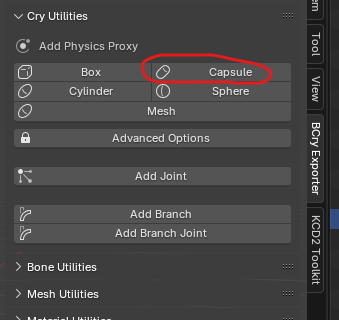 Cry Utilities
Add Physics Proxy
Box
Capsule
Cylinder
Sphere
Mesh
Advanced Options
Add Joint
Add Branch
Add Branch Joint
Bone Utilities
Mesh Utilities
Material Utilities
Tool
View
BCry Exporter
KCD2 Toolkit